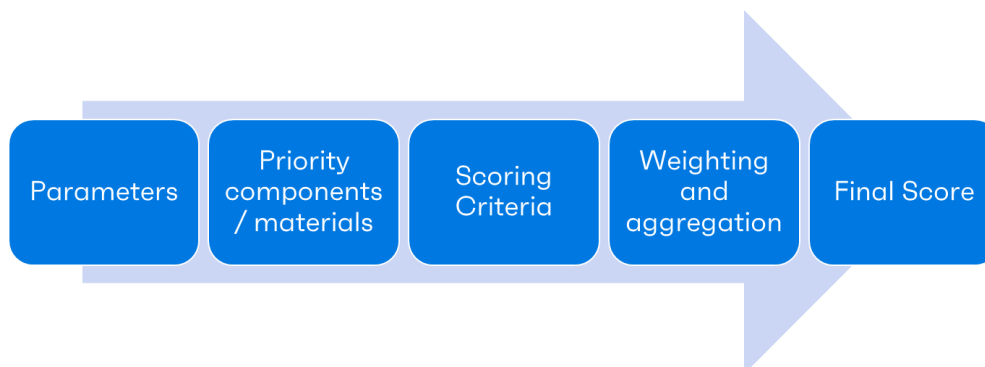 Parameters
Priority
components
/ materials
Scoring
Criteria
Weighting
and
aggregation
Final Score